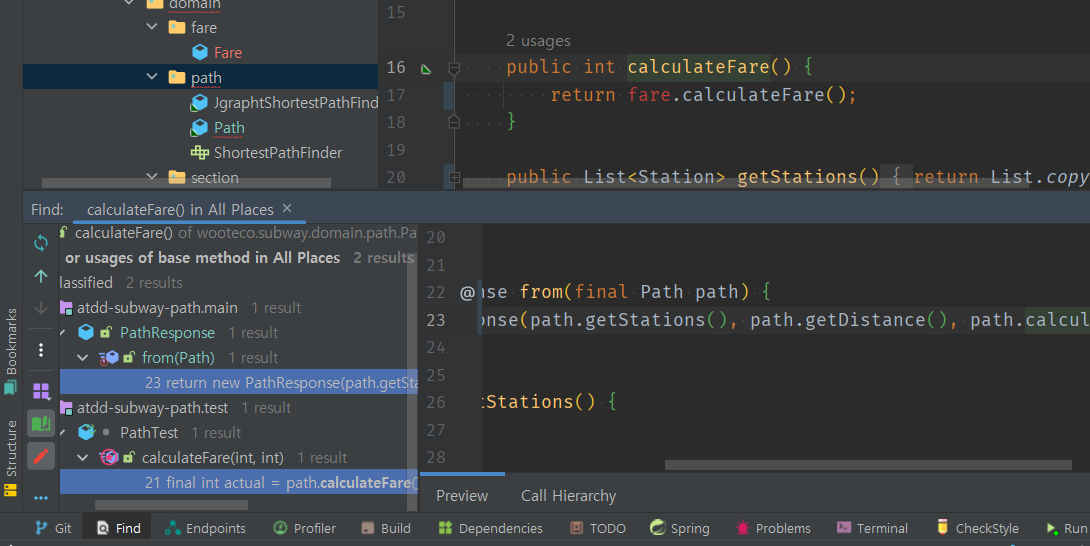 domain
fare
Fare
path
JgraphtShortestPathFind
Path
ShortestPathFinder
section
15
2 usages
16 public int calculateFare() {
17 return fare.calculateFare();
18 }
19
20 public List<Station> getStations() { return List.copy
Find: calculateFare() in All Places
calculateFare() of wooteco.subway.domain.path.Pa
or usages of base method in All Places 2 results
lassified 2 results
atdd-subway-path.main 1 result
PathResponse 1 result
from(Path) 1 result
23 return new PathResponse(path.getSta
atdd-subway-path.test 1 result
PathTest 1 result
calculateFare(int, int) 1 result
21 final int actual = path.calculateFare(
20
21
22 @ nse from(final Path path) {
23 onse(path.getStations(), path.getDistance(), path.calcul
24
25
26 tStations() {
27
28
Preview Call Hierarchy
Bookmarks
Structure
Git Find Endpoints Profiler Build Dependencies TODO Spring Problems Terminal CheckStyle Run